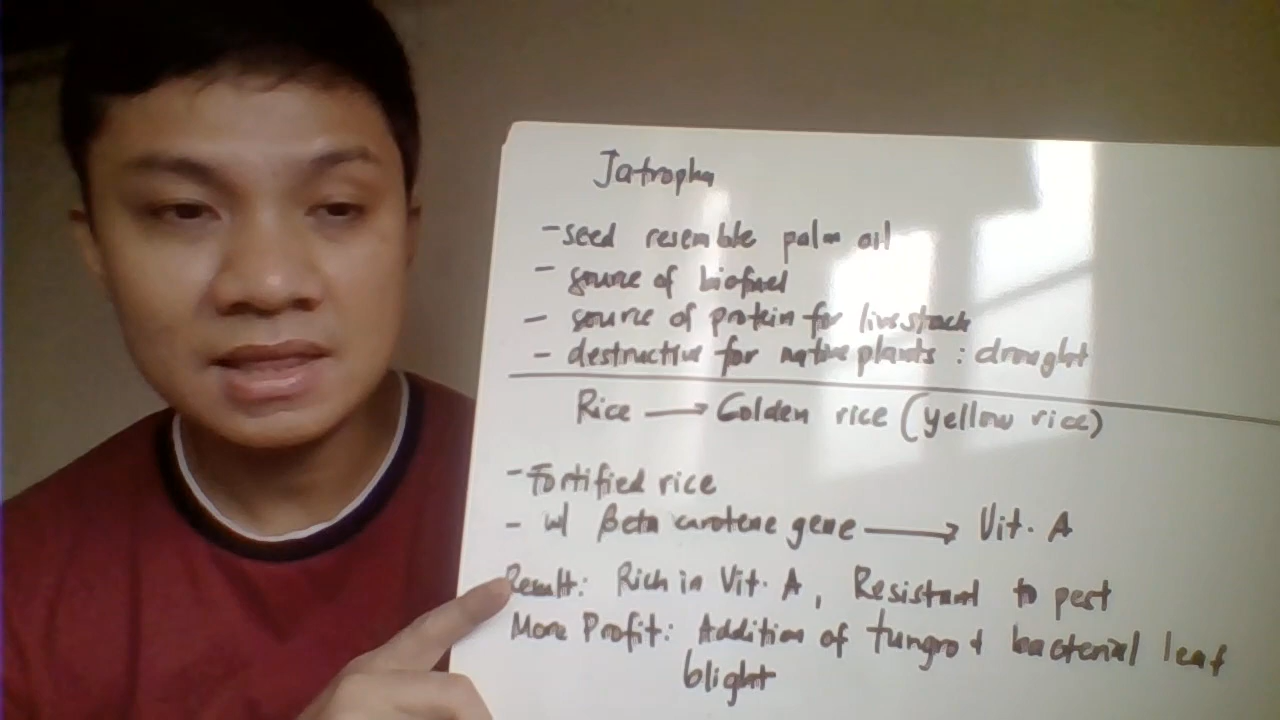 Jatropha
- seed resemble palm oil
- source of biofuel
- source of protein for livestock
- destructive for native plants : drought
Rice → Golden rice (yellow rice)
- Fortified rice
- w/ Beta carotene gene → Vit. A
Result: Rich in Vit. A, Resistant to pest
More Profit: Addition of tungro & bacterial leaf
blight